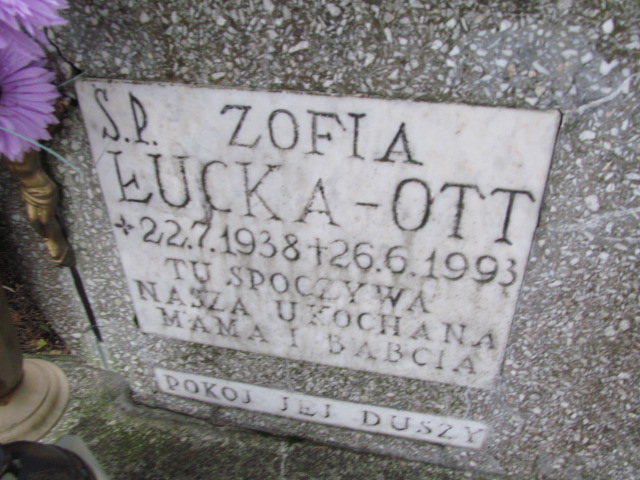 Ś.P. ZOFIA
ŁUCKA-OTT
*22.7.1938 +26.6.1993
TU SPOCZYWA
NASZA UKOCHANA
MAMA I BABCIA
POKÓJ JEJ DUSZY